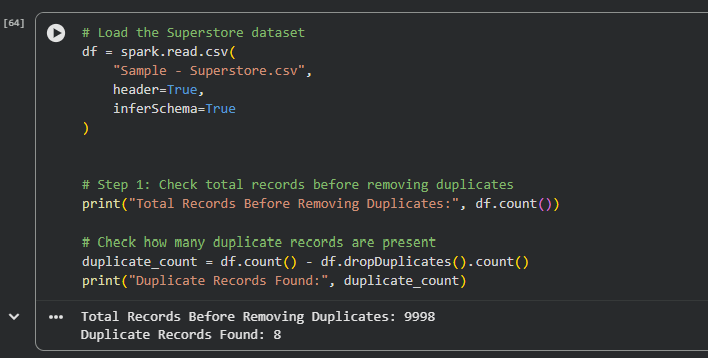 [64]
# Load the Superstore dataset
df = spark.read.csv(
    "Sample - Superstore.csv",
    header=True,
    inferSchema=True
)
# Step 1: Check total records before removing duplicates
print("Total Records Before Removing Duplicates:", df.count())
# Check how many duplicate records are present
duplicate_count = df.count() - df.dropDuplicates().count()
print("Duplicate Records Found:", duplicate_count)
Total Records Before Removing Duplicates: 9998
Duplicate Records Found: 8